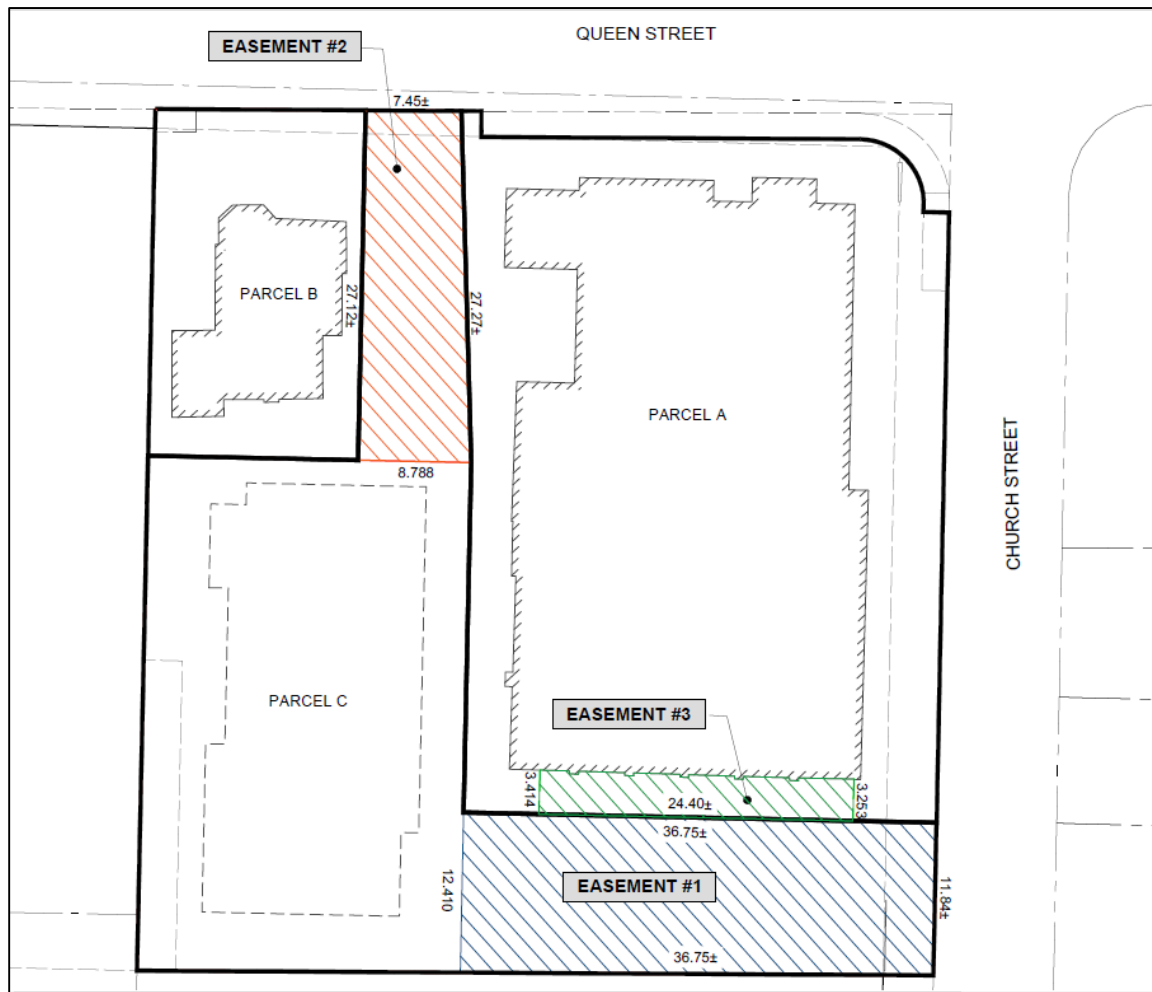 QUEEN STREET
EASEMENT #2
7.45±
PARCEL B
27.12±
27.27±
PARCEL A
CHURCH STREET
8.788
PARCEL C
EASEMENT #3
3.414
24.40±
3.253
36.75±
EASEMENT #1
12.410
11.84±
36.75±